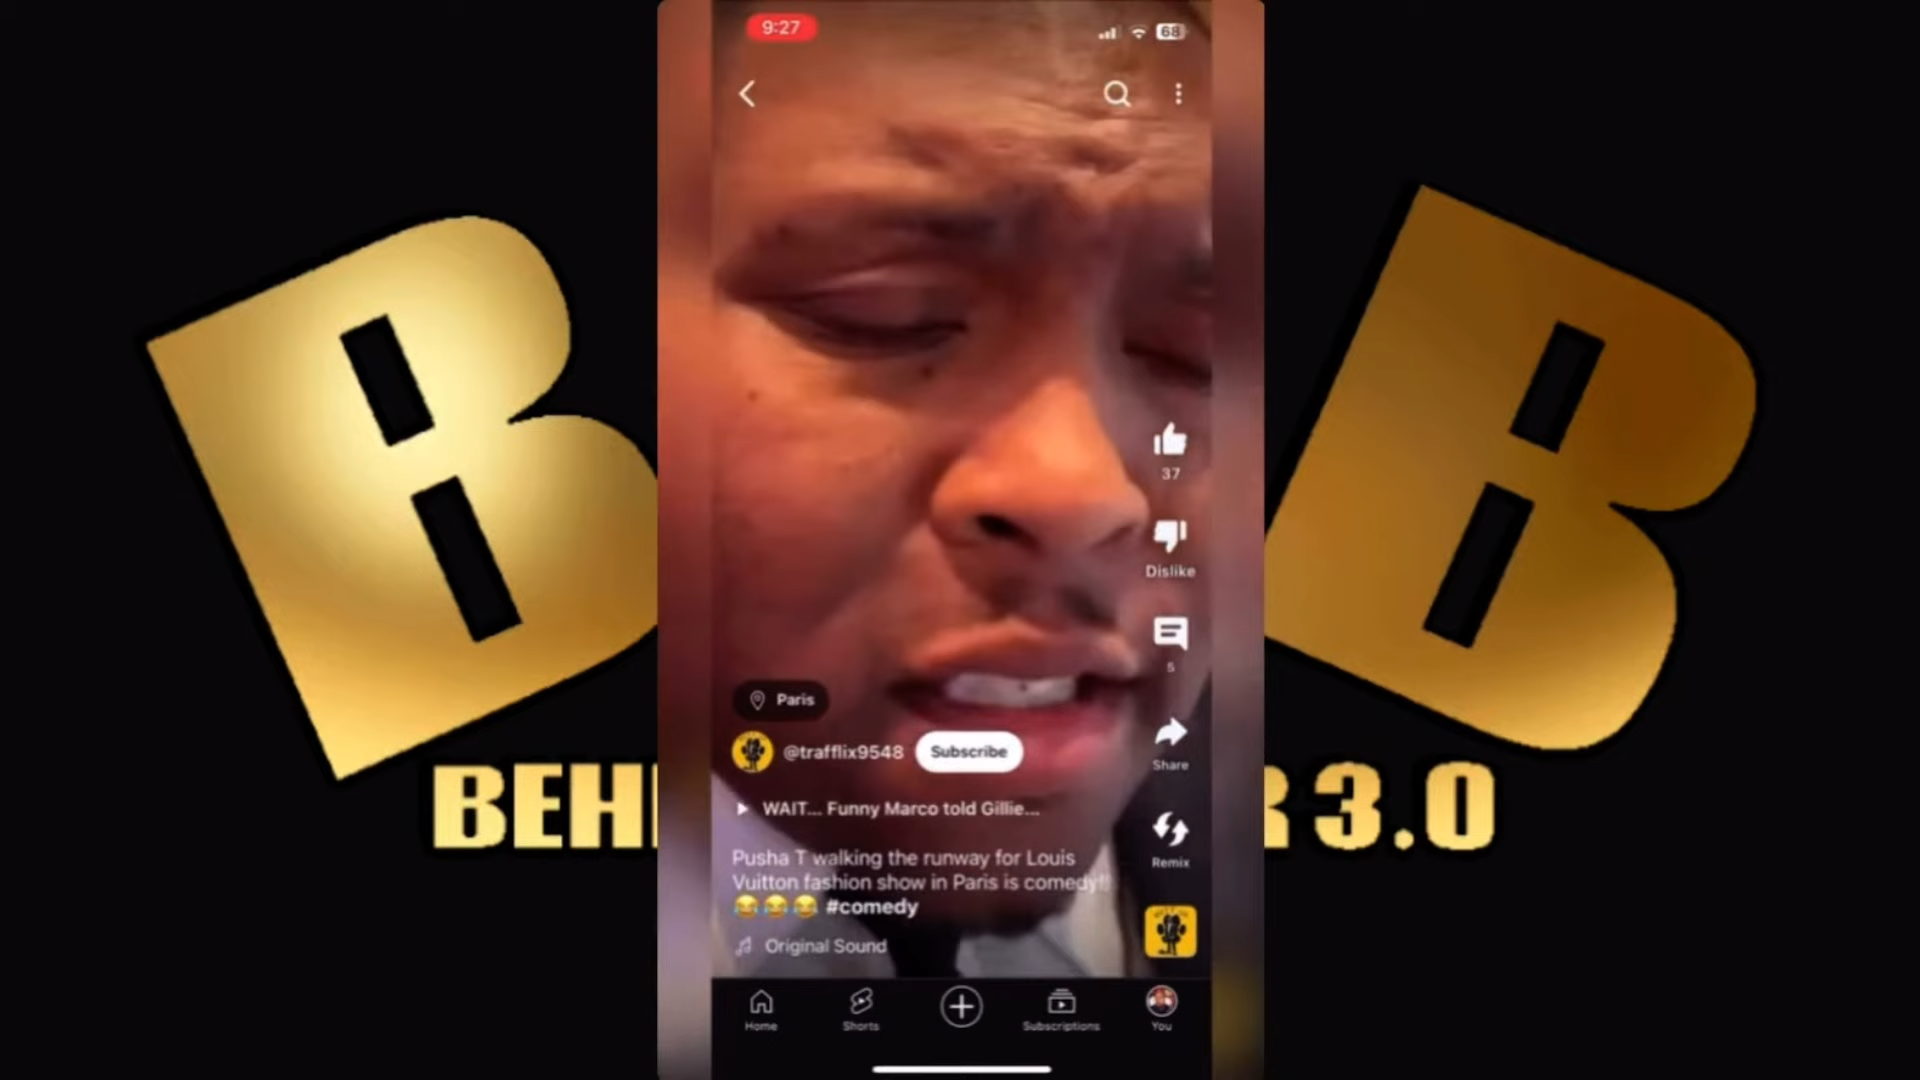 9:27
68
B B
37
Dislike
5
Paris
Share
@trafflix9548 Subscribe
BEHI R 3.0
WAIT... Funny Marco told Gillie...
Remix
Pusha T walking the runway for Louis
Vuitton fashion show in Paris is comedy!!
😂😂😂 #comedy
Original Sound
Home Shorts Subscriptions You